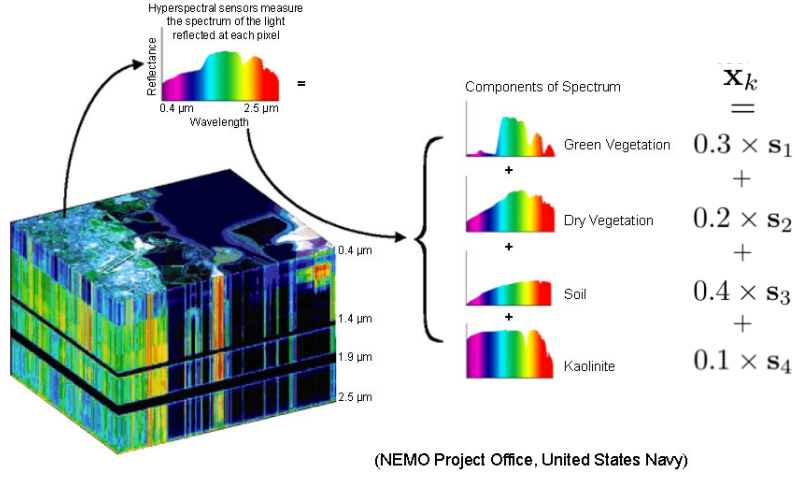 Hyperspectral sensors measure
the spectrum of the light
reflected at each pixel
Reflectance
0.4 µm 2.5 µm
Wavelength
=
0.4 µm
1.4 µm
1.9 µm
2.5 µm
Components of Spectrum
Green Vegetation
+
Dry Vegetation
+
Soil
+
Kaolinite
x_k
=
0.3 × s_1
+
0.2 × s_2
+
0.4 × s_3
+
0.1 × s_4
(NEMO Project Office, United States Navy)